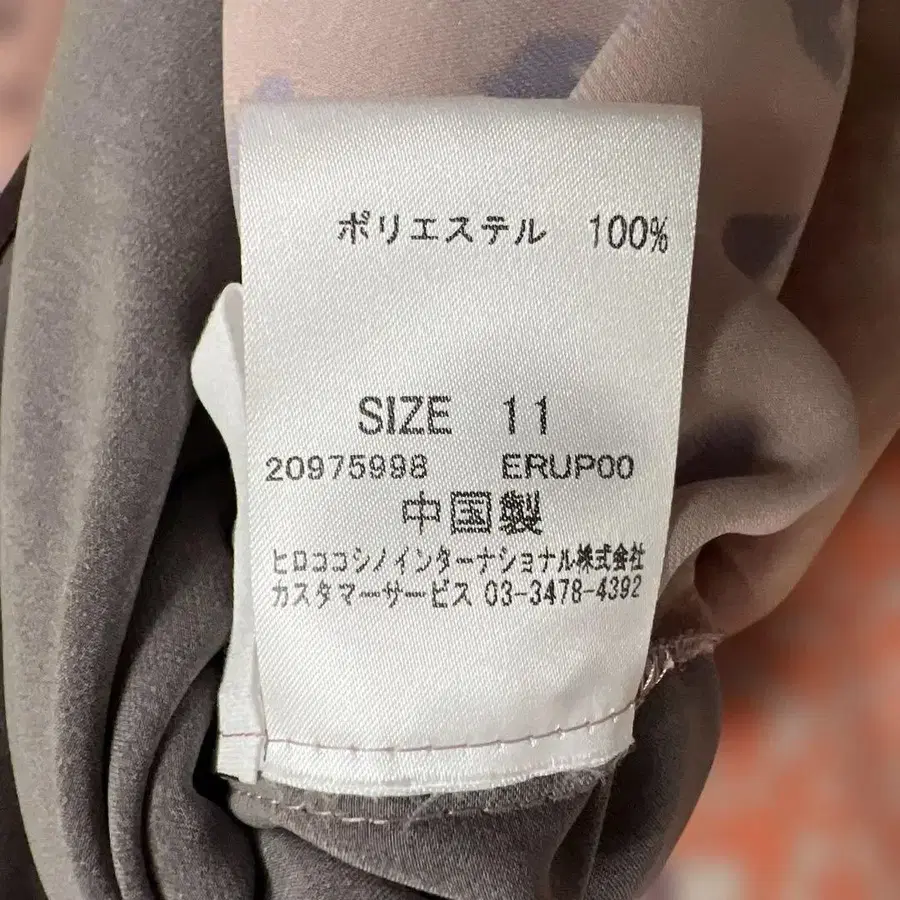 ポリエステル 100%
SIZE 11
20975998 ERUP00
中国製
ヒロココシノインターナショナル株式会社
カスタマーサービス 03-3478-4392